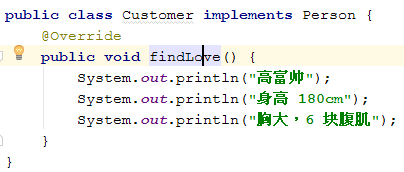 public class Customer implements Person {
@Override
public void findLove() {
System.out.println("高富帅");
System.out.println("身高 180cm");
System.out.println("胸大，6 块腹肌");
}
}